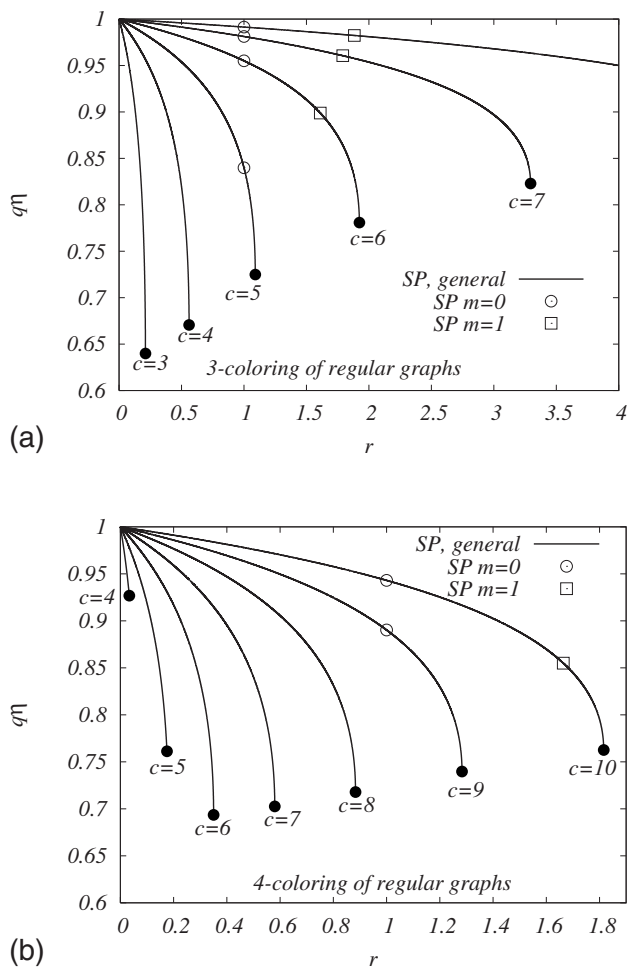 1
0.95
0.9
0.85
0.8
0.75
0.7
0.65
0.6
qη
c=3
c=4
c=5
c=6
c=7
SP, general
SP m=0
SP m=1
3-coloring of regular graphs
0 0.5 1 1.5 2 2.5 3 3.5 4
r
(a)
1
0.95
0.9
0.85
0.8
0.75
0.7
0.65
0.6
qη
SP, general
SP m=0
SP m=1
c=4
c=5
c=6
c=7
c=8
c=9
c=10
4-coloring of regular graphs
0 0.2 0.4 0.6 0.8 1 1.2 1.4 1.6 1.8
r
(b)